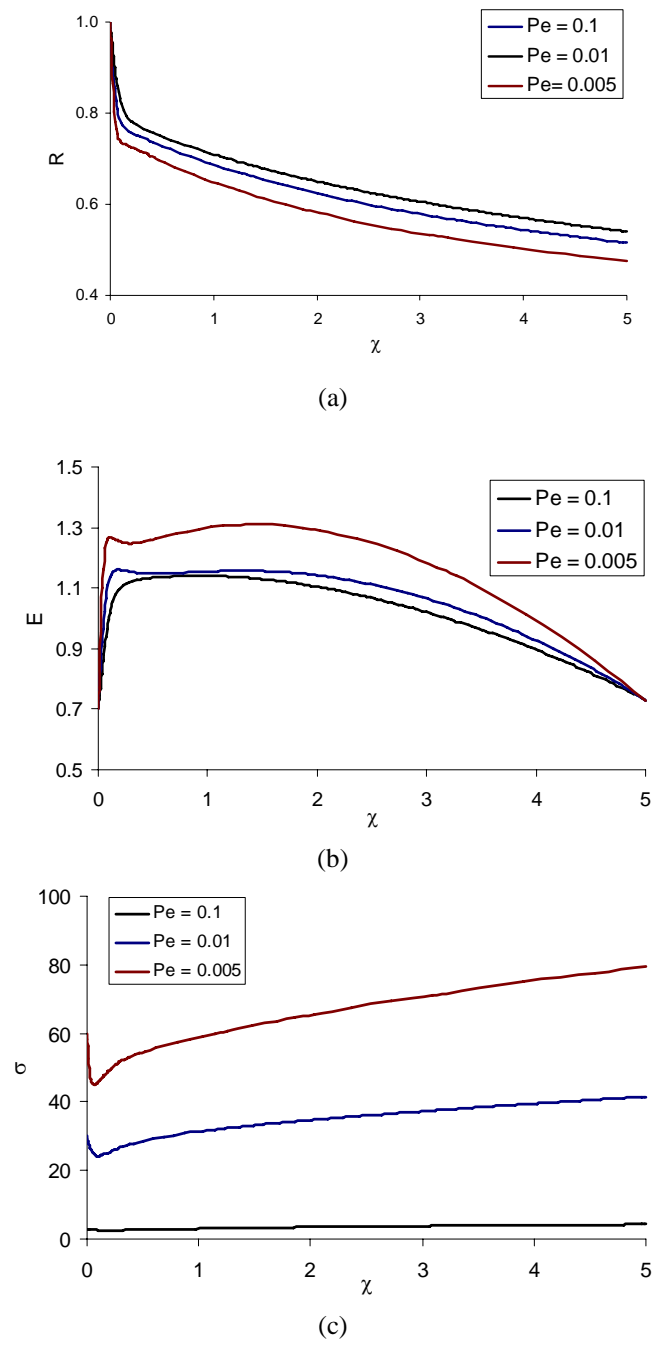 1.0
Pe = 0.1
Pe = 0.01
Pe= 0.005
0.8
R
0.6
0.4
0 1 2 3 4 5
χ
(a)
1.5
Pe = 0.1
Pe = 0.01
Pe = 0.005
1.3
1.1
E
0.9
0.7
0.5
0 1 2 3 4 5
χ
(b)
100
Pe = 0.1
Pe = 0.01
Pe = 0.005
80
60
σ
40
20
0
0 1 2 3 4 5
χ
(c)